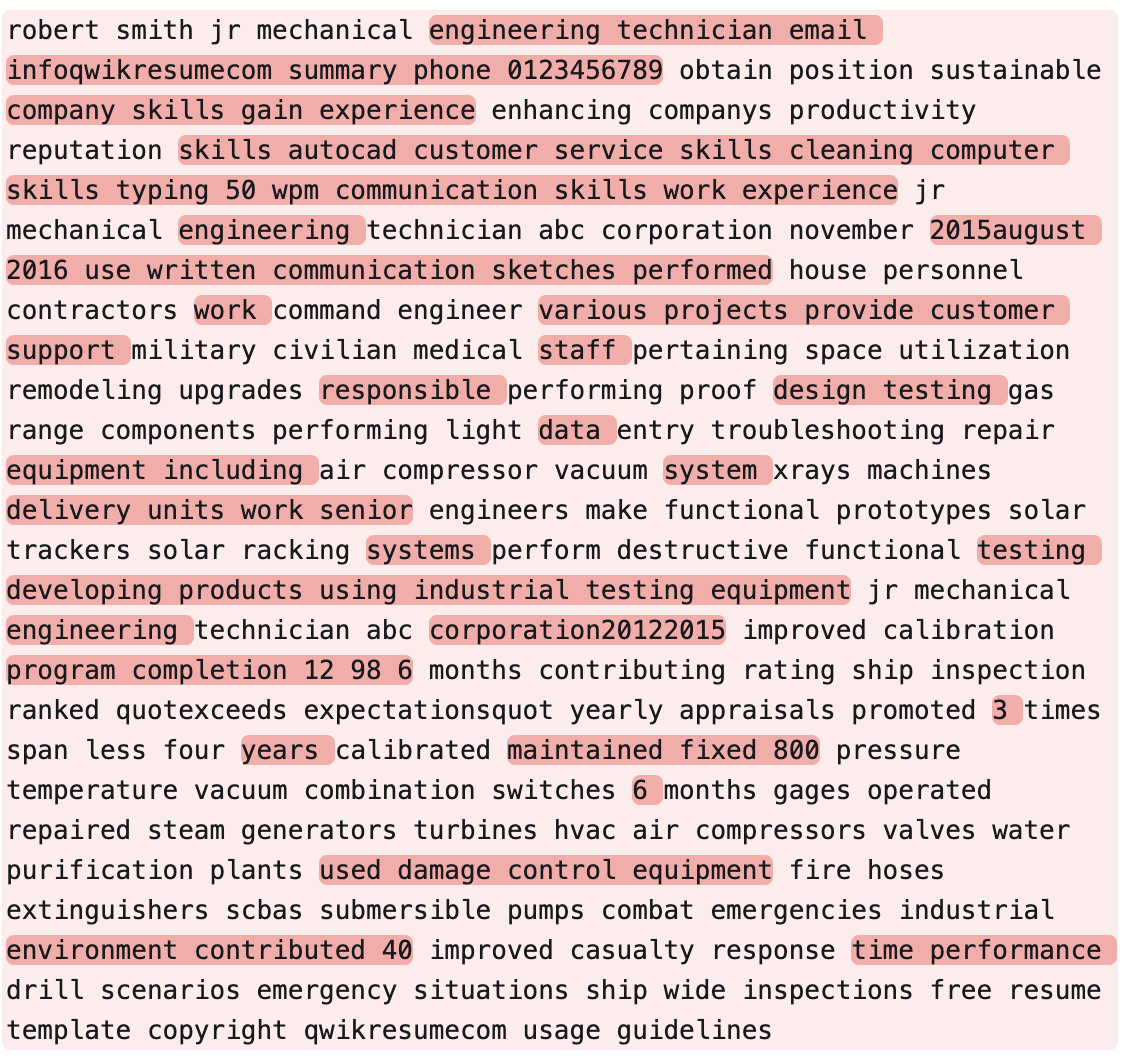 robert smith jr mechanical engineering technician email
infoqwikresumecom summary phone 0123456789 obtain position sustainable
company skills gain experience enhancing companys productivity
reputation skills autocad customer service skills cleaning computer
skills typing 50 wpm communication skills work experience jr
mechanical engineering technician abc corporation november 2015august
2016 use written communication sketches performed house personnel
contractors work command engineer various projects provide customer
support military civilian medical staff pertaining space utilization
remodeling upgrades responsible performing proof design testing gas
range components performing light data entry troubleshooting repair
equipment including air compressor vacuum system xrays machines
delivery units work senior engineers make functional prototypes solar
trackers solar racking systems perform destructive functional testing
developing products using industrial testing equipment jr mechanical
engineering technician abc corporation20122015 improved calibration
program completion 12 98 6 months contributing rating ship inspection
ranked quotexceeds expectationsquot yearly appraisals promoted 3 times
span less four years calibrated maintained fixed 800 pressure
temperature vacuum combination switches 6 months gages operated
repaired steam generators turbines hvac air compressors valves water
purification plants used damage control equipment fire hoses
extinguishers scbas submersible pumps combat emergencies industrial
environment contributed 40 improved casualty response time performance
drill scenarios emergency situations ship wide inspections free resume
template copyright qwikresumecom usage guidelines